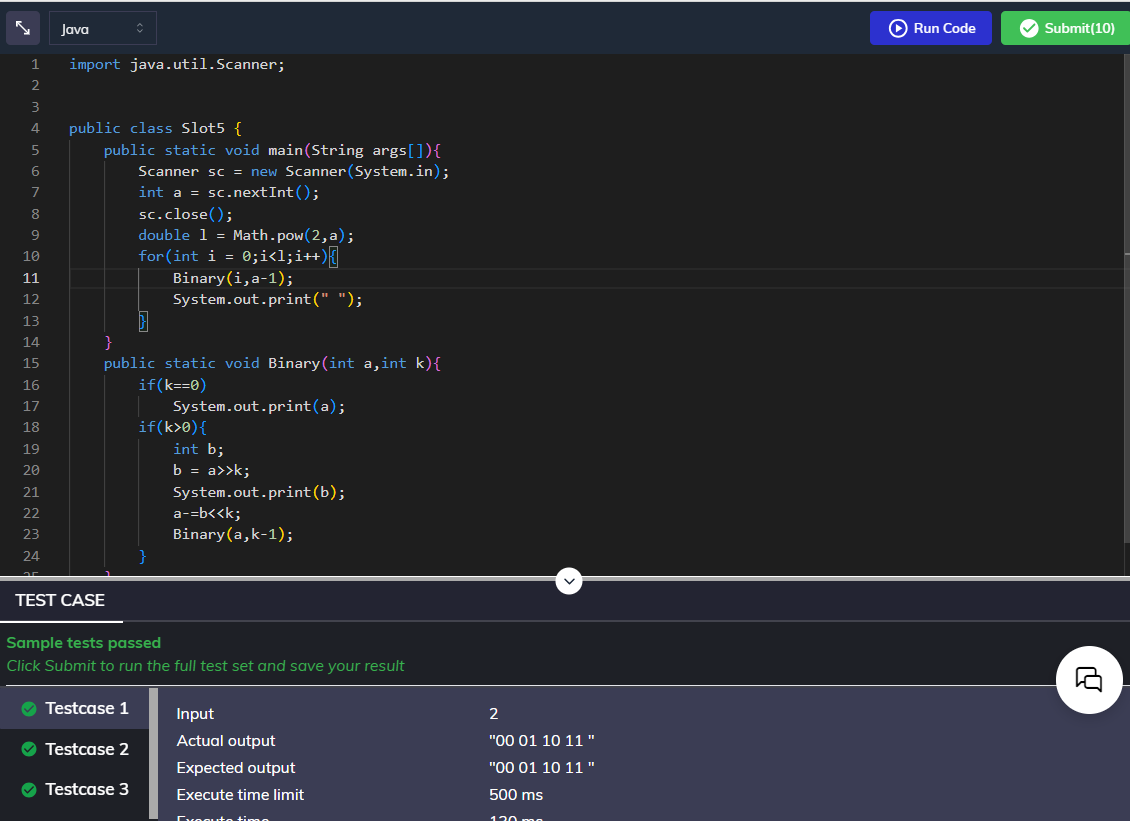 Java
Run Code
Submit(10)
1 import java.util.Scanner;
2
3
4 public class Slot5 {
5 public static void main(String args[]){
6 Scanner sc = new Scanner(System.in);
7 int a = sc.nextInt();
8 sc.close();
9 double l = Math.pow(2,a);
10 for(int i = 0;i<l;i++){
11 Binary(i,a-1);
12 System.out.print(" ");
13 }
14 }
15 public static void Binary(int a,int k){
16 if(k==0)
17 System.out.print(a);
18 if(k>0){
19 int b;
20 b = a>>k;
21 System.out.print(b);
22 a-=b<<k;
23 Binary(a,k-1);
24 }
25 }
TEST CASE
Sample tests passed
Click Submit to run the full test set and save your result
Testcase 1
Testcase 2
Testcase 3
Input 2
Actual output "00 01 10 11 "
Expected output "00 01 10 11 "
Execute time limit 500 ms
Execute time 120 ms